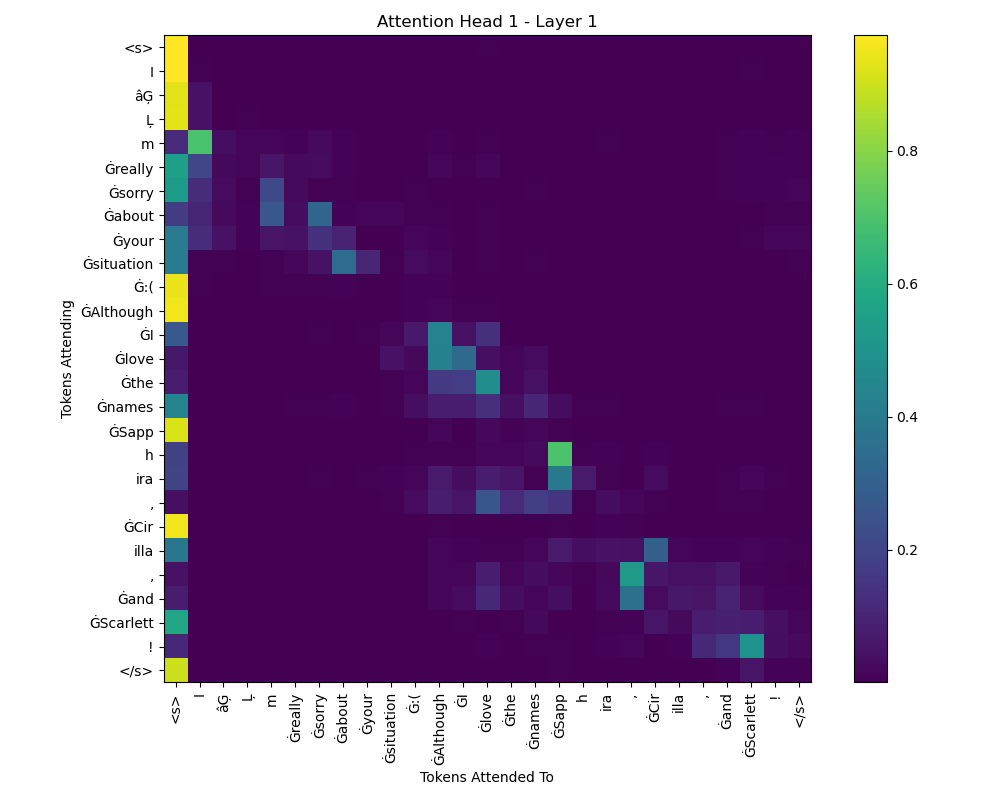 Attention Head 1 - Layer 1
<s>
I
âĢ
Ļ
m
Ġreally
Ġsorry
Ġabout
Ġyour
Ġsituation
Ġ:(
ĠAlthough
ĠI
Ġlove
Ġthe
Ġnames
ĠSapp
h
ira
,
ĠCir
illa
,
Ġand
ĠScarlett
!
</s>
Tokens Attending
<s> I âĢ Ļ m Ġreally Ġsorry Ġabout Ġyour Ġsituation Ġ:( ĠAlthough ĠI Ġlove Ġthe Ġnames ĠSapp h ira , ĠCir illa , Ġand ĠScarlett ! </s>
Tokens Attended To
0.8
0.6
0.4
0.2